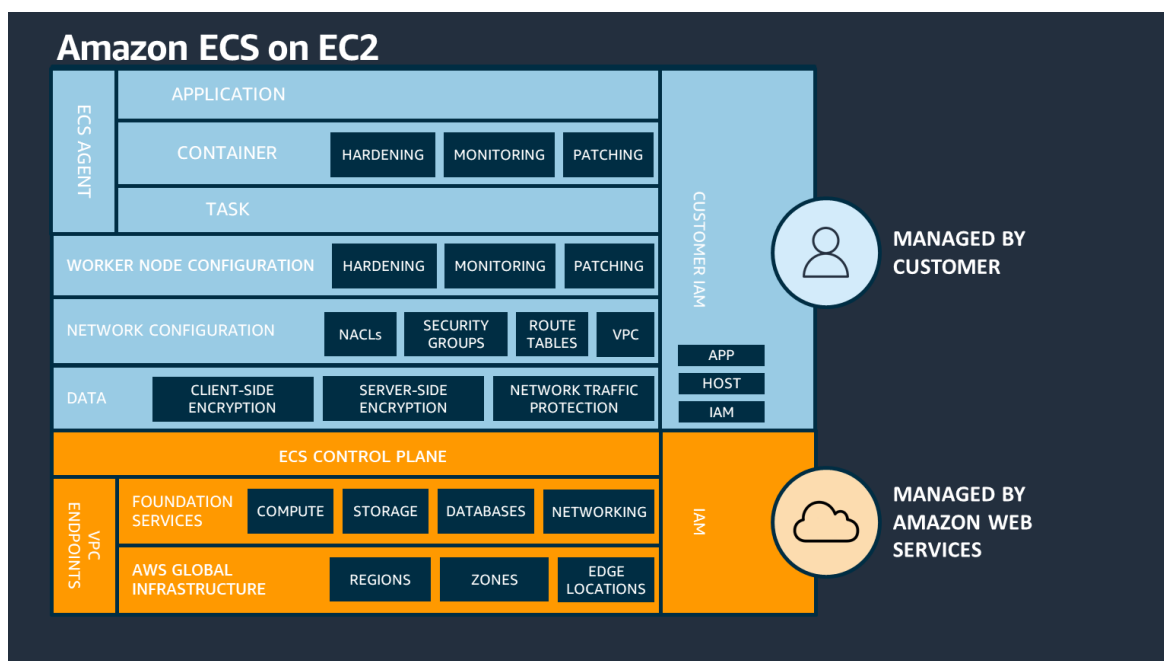 Amazon ECS on EC2
ECS AGENT
APPLICATION
CONTAINER
HARDENING
MONITORING
PATCHING
TASK
WORKER NODE CONFIGURATION
HARDENING
MONITORING
PATCHING
NETWORK CONFIGURATION
NACLs
SECURITY
GROUPS
ROUTE
TABLES
VPC
DATA
CLIENT-SIDE
ENCRYPTION
SERVER-SIDE
ENCRYPTION
NETWORK TRAFFIC
PROTECTION
CUSTOMER IAM
APP
HOST
IAM
MANAGED BY
CUSTOMER
ECS CONTROL PLANE
VPC
ENDPOINTS
FOUNDATION
SERVICES
COMPUTE
STORAGE
DATABASES
NETWORKING
AWS GLOBAL
INFRASTRUCTURE
REGIONS
ZONES
EDGE
LOCATIONS
IAM
MANAGED BY
AMAZON WEB
SERVICES